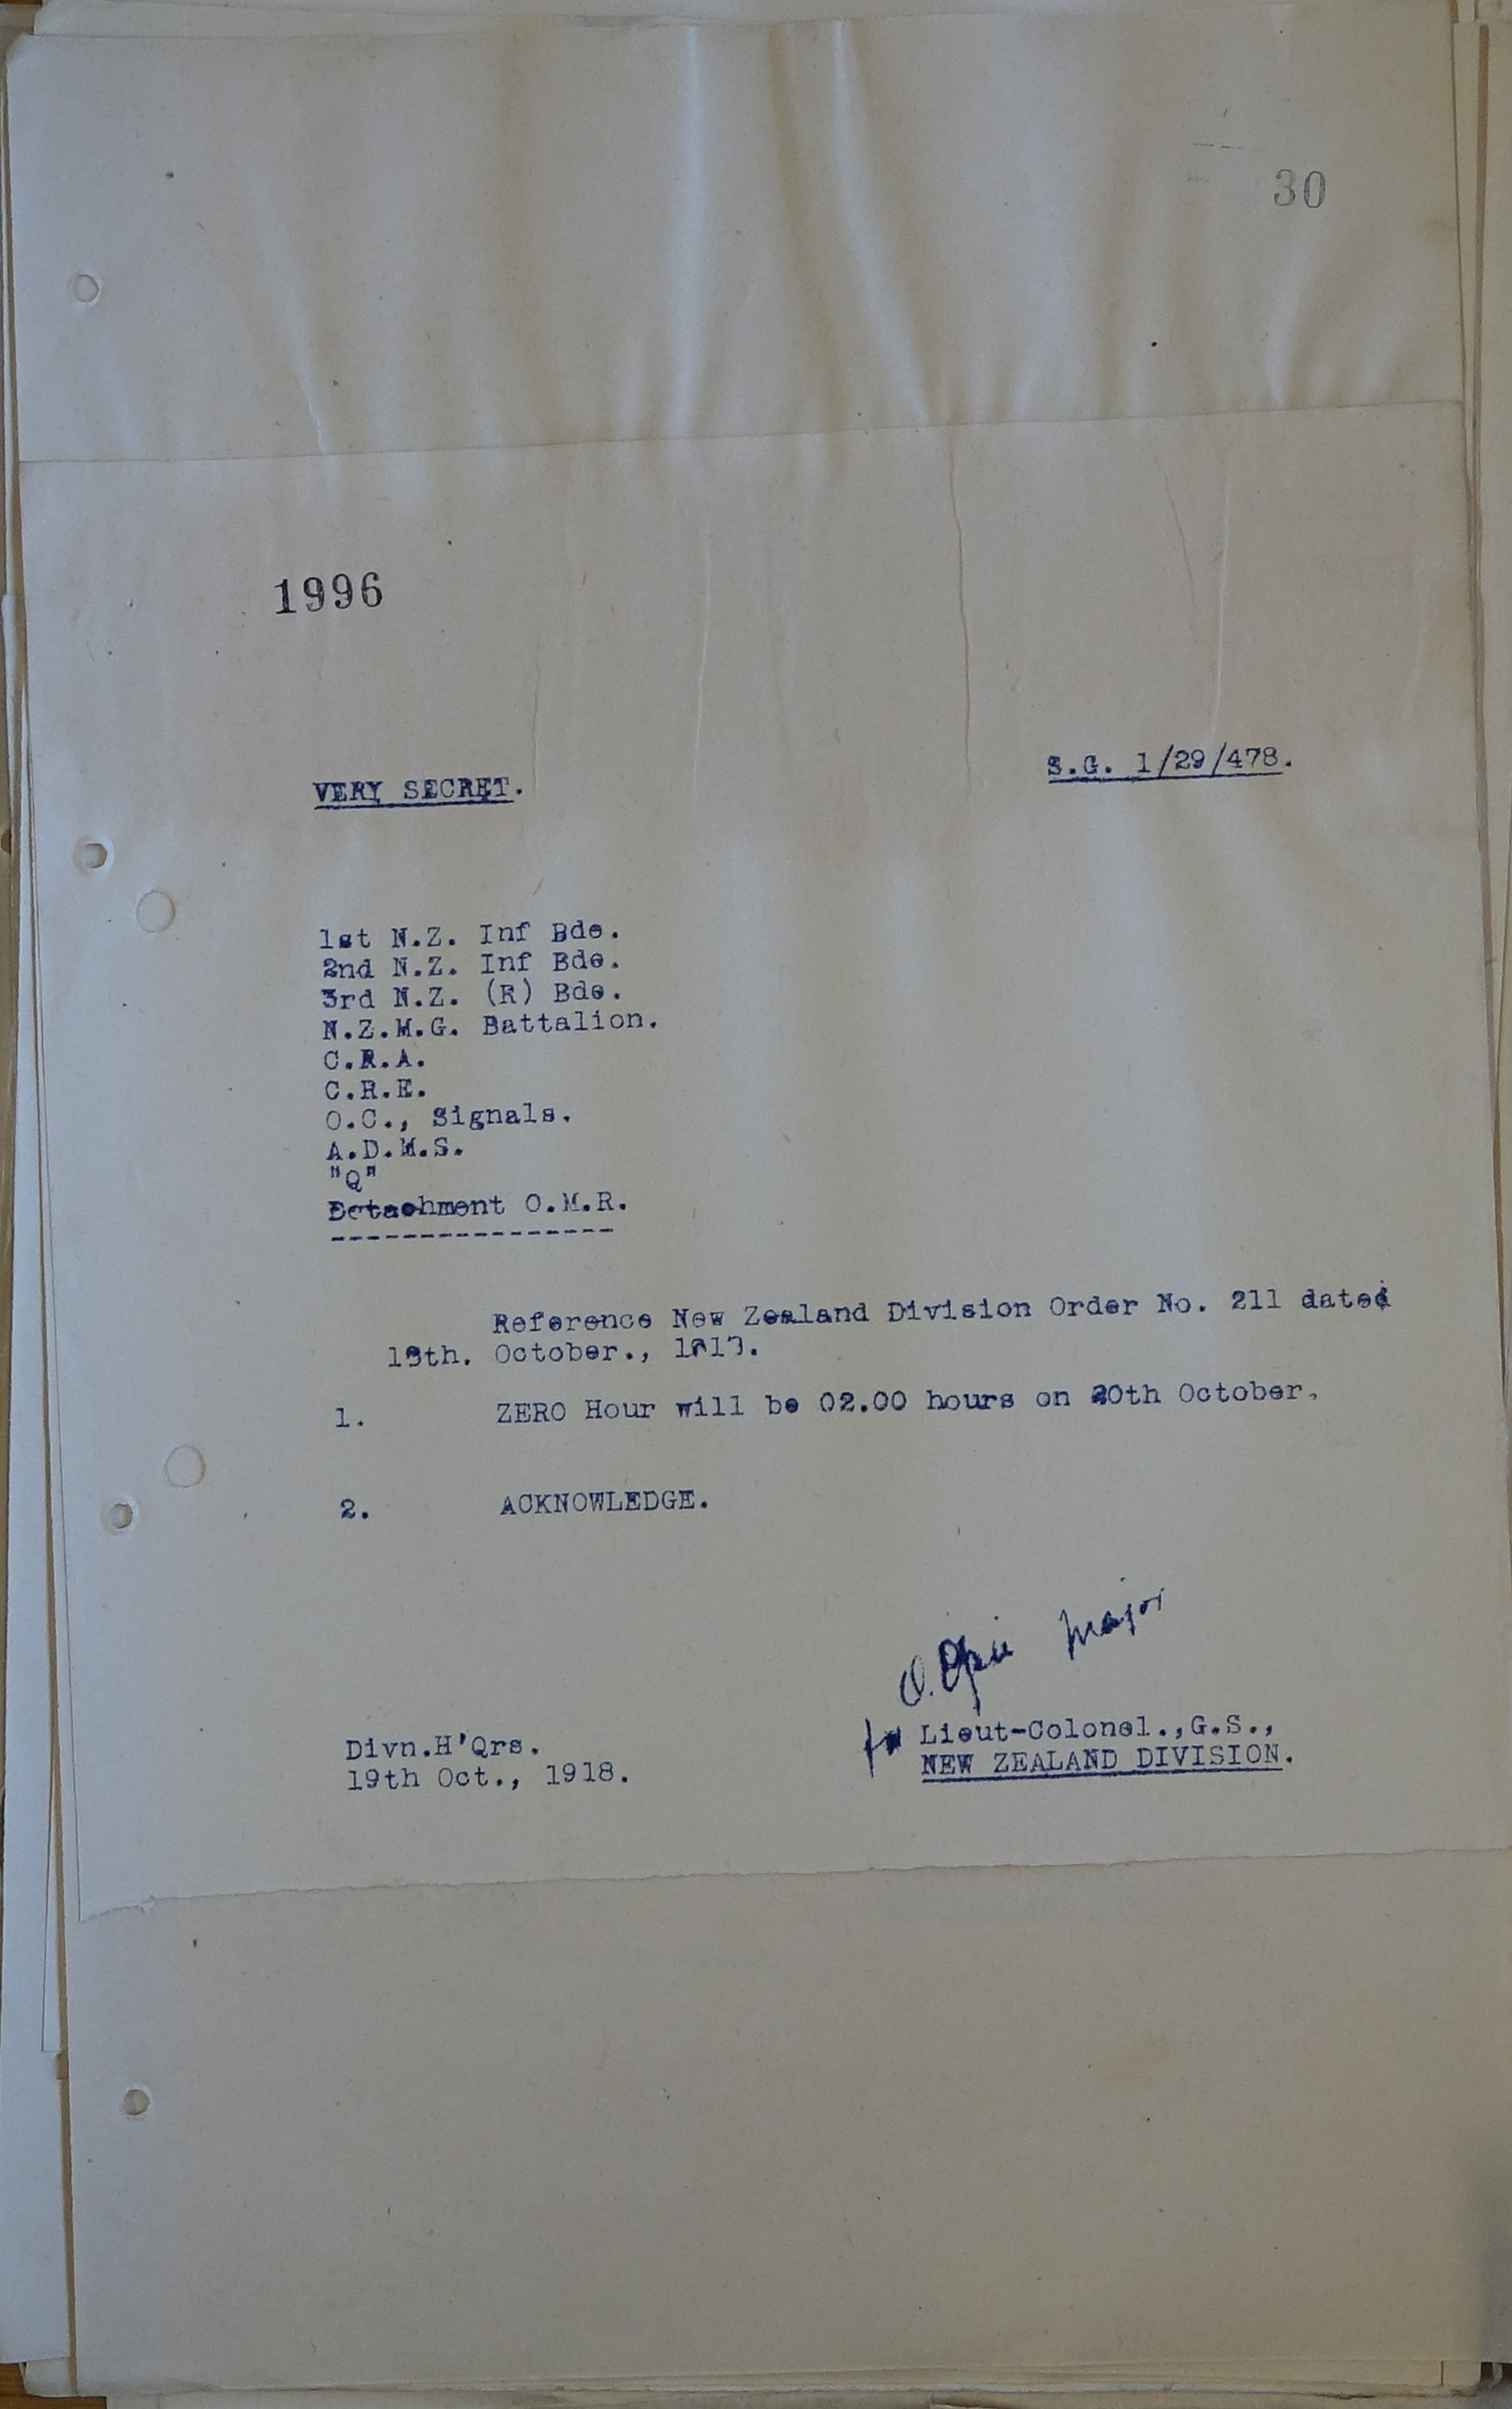 30
1996
S.G. 1/29/478.
VERY SECRET.
1st N.Z. Inf Bde.
2nd N.Z. Inf Bde.
3rd N.Z. (R) Bde.
N.Z.M.G. Battalion.
C.R.A.
C.R.E.
O.C., Signals.
A.D.M.S.
"Q"
Detachment O.M.R.
----------------
Reference New Zealand Division Order No. 211 dated
October.,
1. ZERO Hour will be 02.00 hours on 20th October.
2. ACKNOWLEDGE.
Major
for Lieut-Colonel.,G.S.,
NEW ZEALAND DIVISION.
Divn.H'Qrs.
19th Oct., 1918.